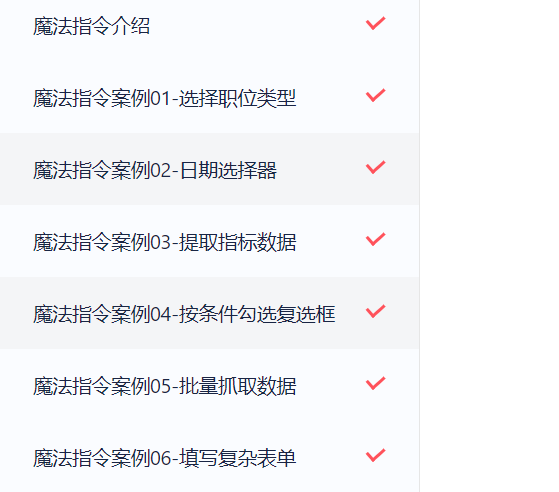 魔法指令介绍
魔法指令案例01-选择职位类型
魔法指令案例02-日期选择器
魔法指令案例03-提取指标数据
魔法指令案例04-按条件勾选复选框
魔法指令案例05-批量抓取数据
魔法指令案例06-填写复杂表单